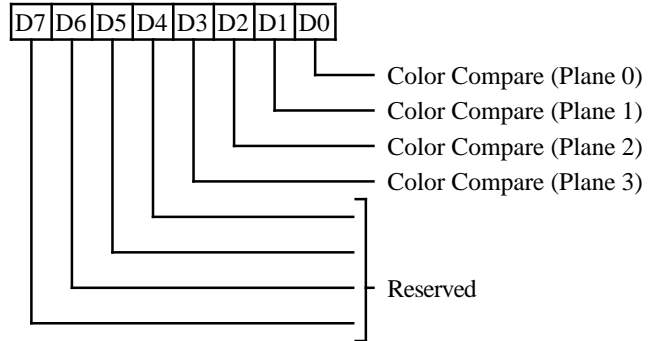 D7 D6 D5 D4 D3 D2 D1 D0
Color Compare (Plane 0)
Color Compare (Plane 1)
Color Compare (Plane 2)
Color Compare (Plane 3)
Reserved